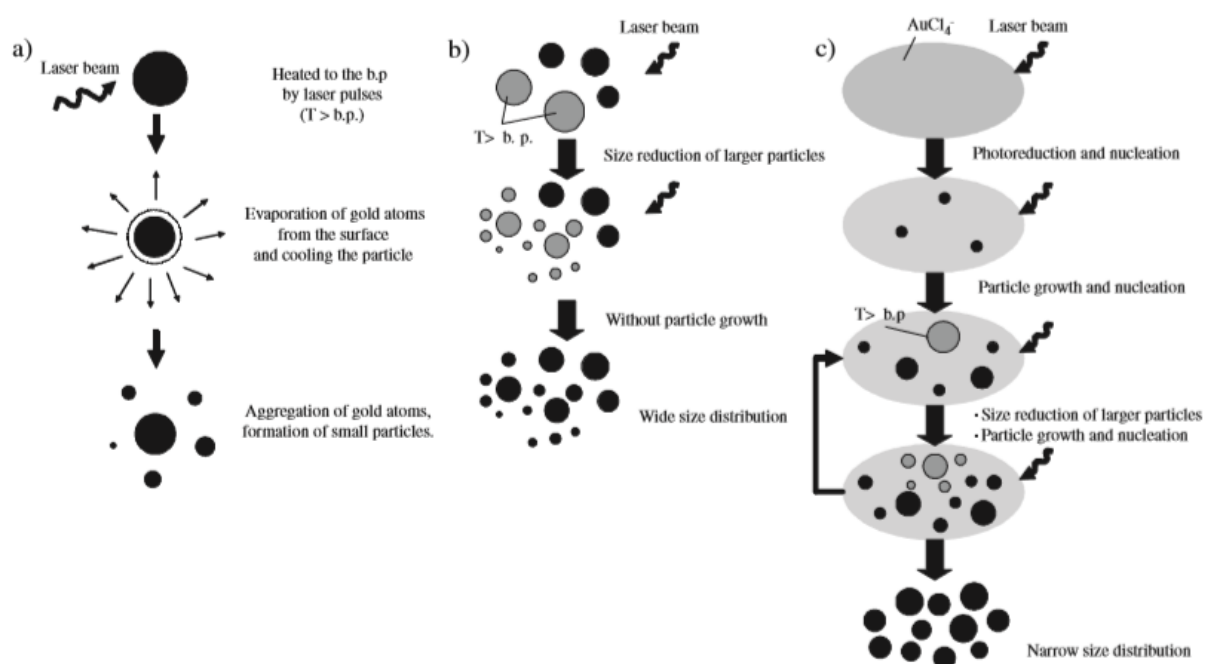 a)
Laser beam
Heated to the b.p
by laser pulses
(T > b.p.)
Evaporation of gold atoms
from the surface
and cooling the particle
Aggregation of gold atoms,
formation of small particles.
b)
Laser beam
T> b. p.
Size reduction of larger particles
Without particle growth
Wide size distribution
c)
AuCl₄⁻
Laser beam
Photoreduction and nucleation
Particle growth and nucleation
T> b.p
· Size reduction of larger particles
· Particle growth and nucleation
Narrow size distribution